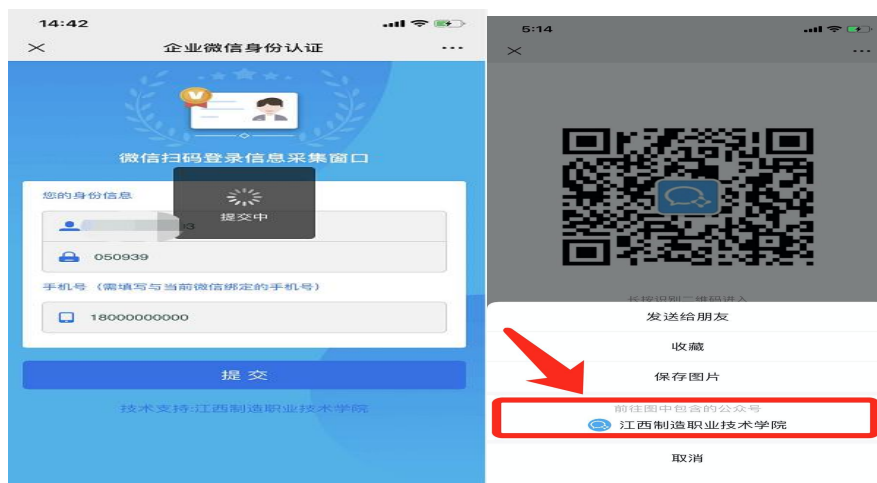 14:42
企业微信身份认证
微信扫码登录信息采集窗口
您的身份信息
提交中
050939
手机号（需填写与当前微信绑定的手机号）
18000000000
提交
技术支持:江西制造职业技术学院
5:14
长按识别二维码进入
发送给朋友
收藏
保存图片
前往图中包含的公众号
江西制造职业技术学院
取消